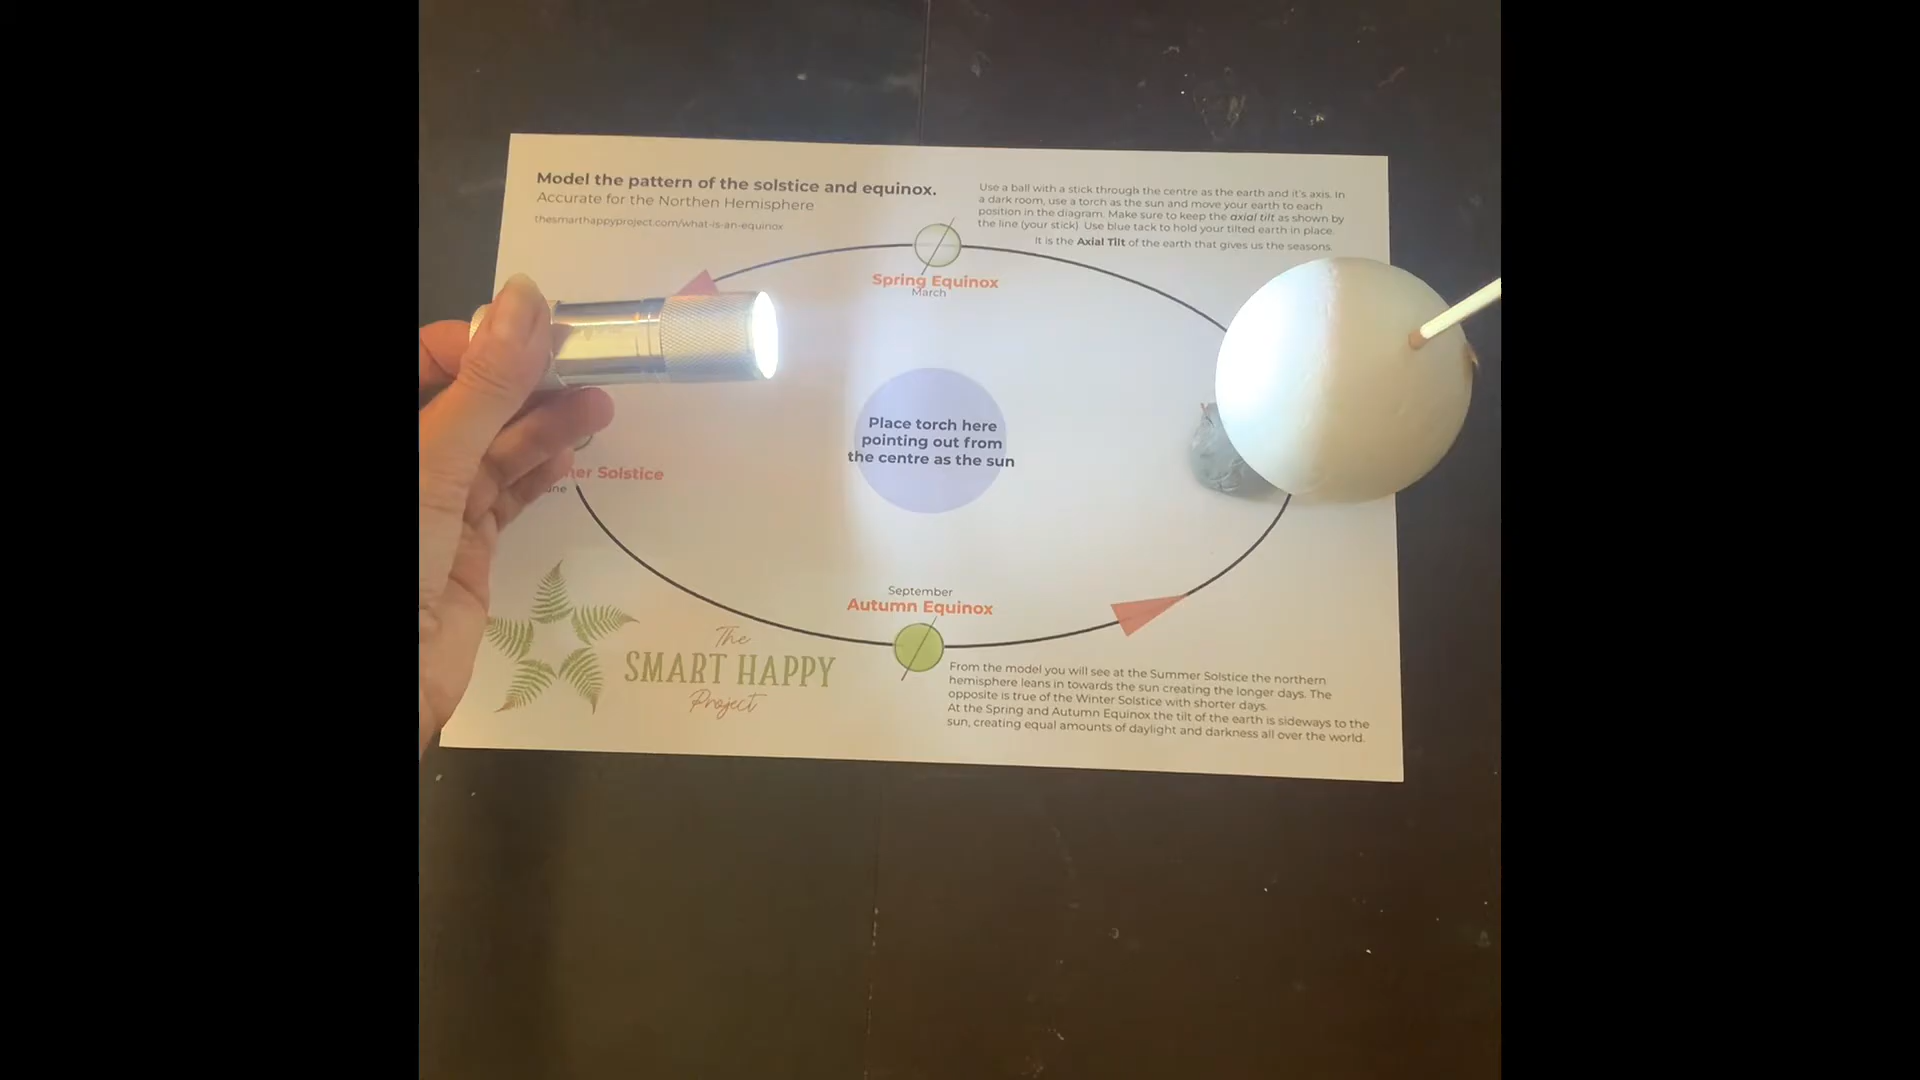 Model the pattern of the solstice and equinox.
Accurate for the Northen Hemisphere
thesmarthappyproject.com/what-is-an-equinox
Use a ball with a stick through the centre as the earth and it's axis. In
a dark room, use a torch as the sun and move your earth to each
position in the diagram. Make sure to keep the axial tilt as shown by
the line (your stick). Use blue tack to hold your tilted earth in place.
It is the Axial Tilt of the earth that gives us the seasons.
Spring Equinox
March
Place torch here
pointing out from
the centre as the sun
Solstice
September
Autumn Equinox
The
SMART HAPPY
Project
From the model you will see at the Summer Solstice the northern
hemisphere leans in towards the sun creating the longer days. The
opposite is true of the Winter Solstice with shorter days.
At the Spring and Autumn Equinox the tilt of the earth is sideways to the
sun, creating equal amounts of daylight and darkness all over the world.